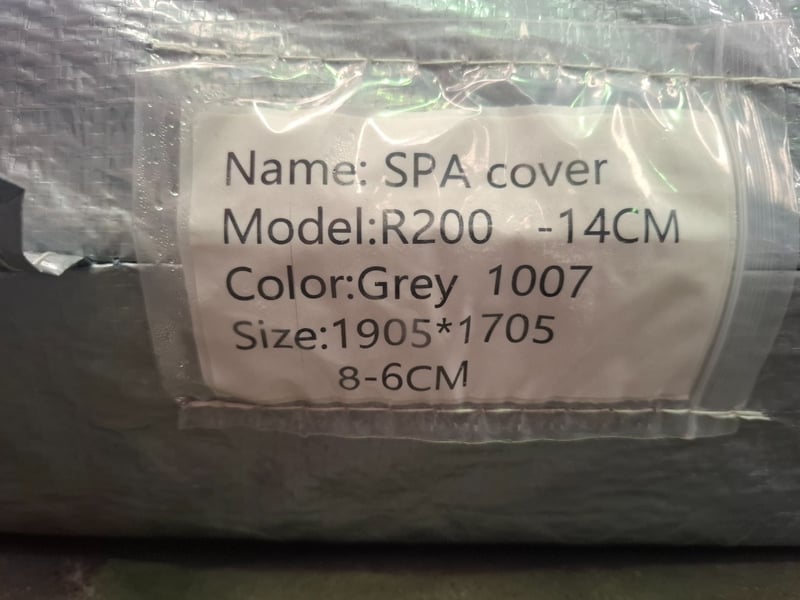 Name: SPA cover
Model:R200 -14CM
Color:Grey 1007
Size:1905*1705
8-6CM